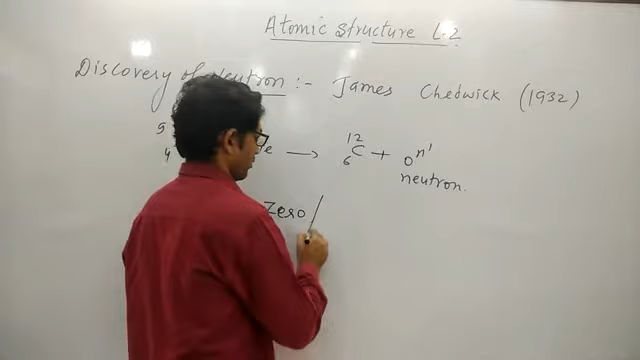 Atomic Structure L-2
Discovery of Neutron :- James Chedwick (1932)
9 12
4 e → 6 C + 0 n 1
neutron.
Zero /